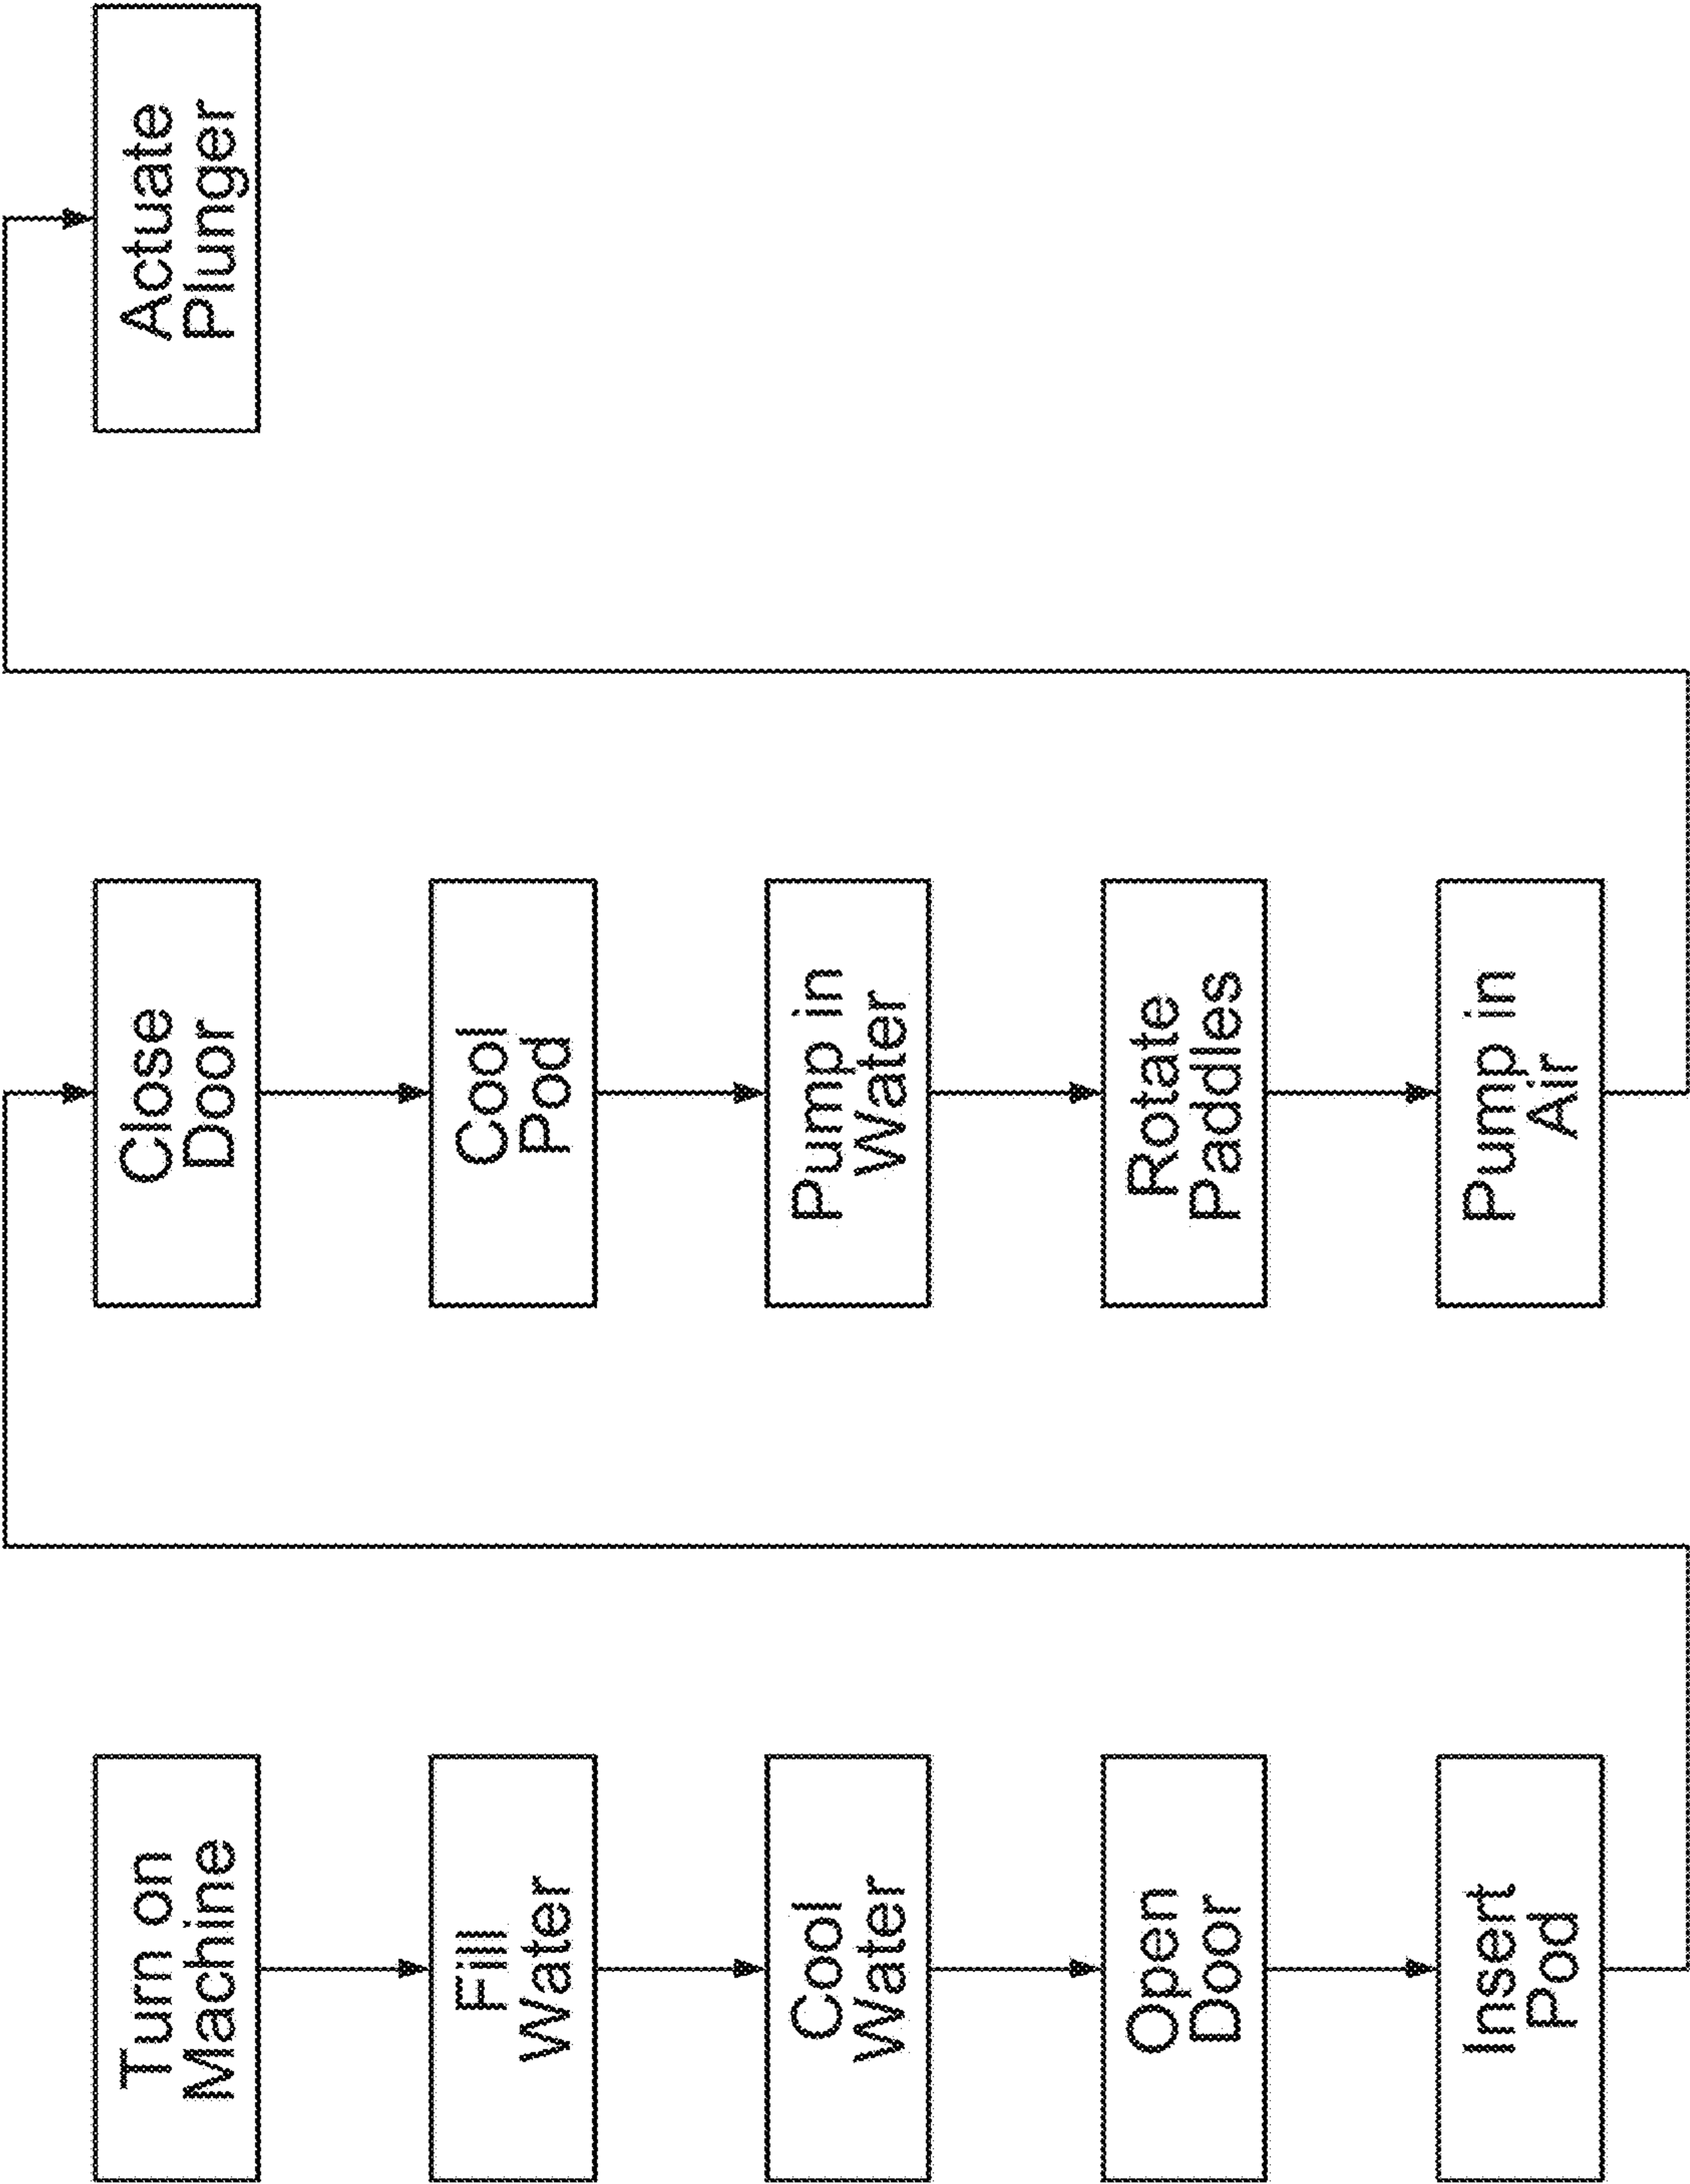 Turn on
Machine
Fill
Water
Cool
Water
Open
Door
Insert
Pod
Close
Door
Cool
Pod
Pump in
Water
Rotate
Paddles
Pump in
Air
Actuate
Plunger